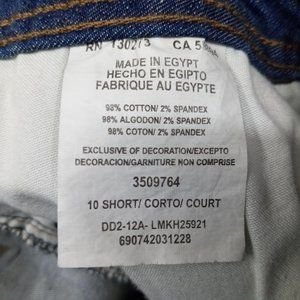 RN 130273 CA 5
MADE IN EGYPT
HECHO EN EGIPTO
FABRIQUE AU EGYPTE
98% COTTON/ 2% SPANDEX
98% ALGODON/ 2% SPANDEX
98% COTON/ 2% SPANDEX
EXCLUSIVE OF DECORATION/EXCEPTO
DECORACION/GARNITURE NON COMPRISE
3509764
10 SHORT/ CORTO/ COURT
DD2-12A- LMKH25921
690742031228